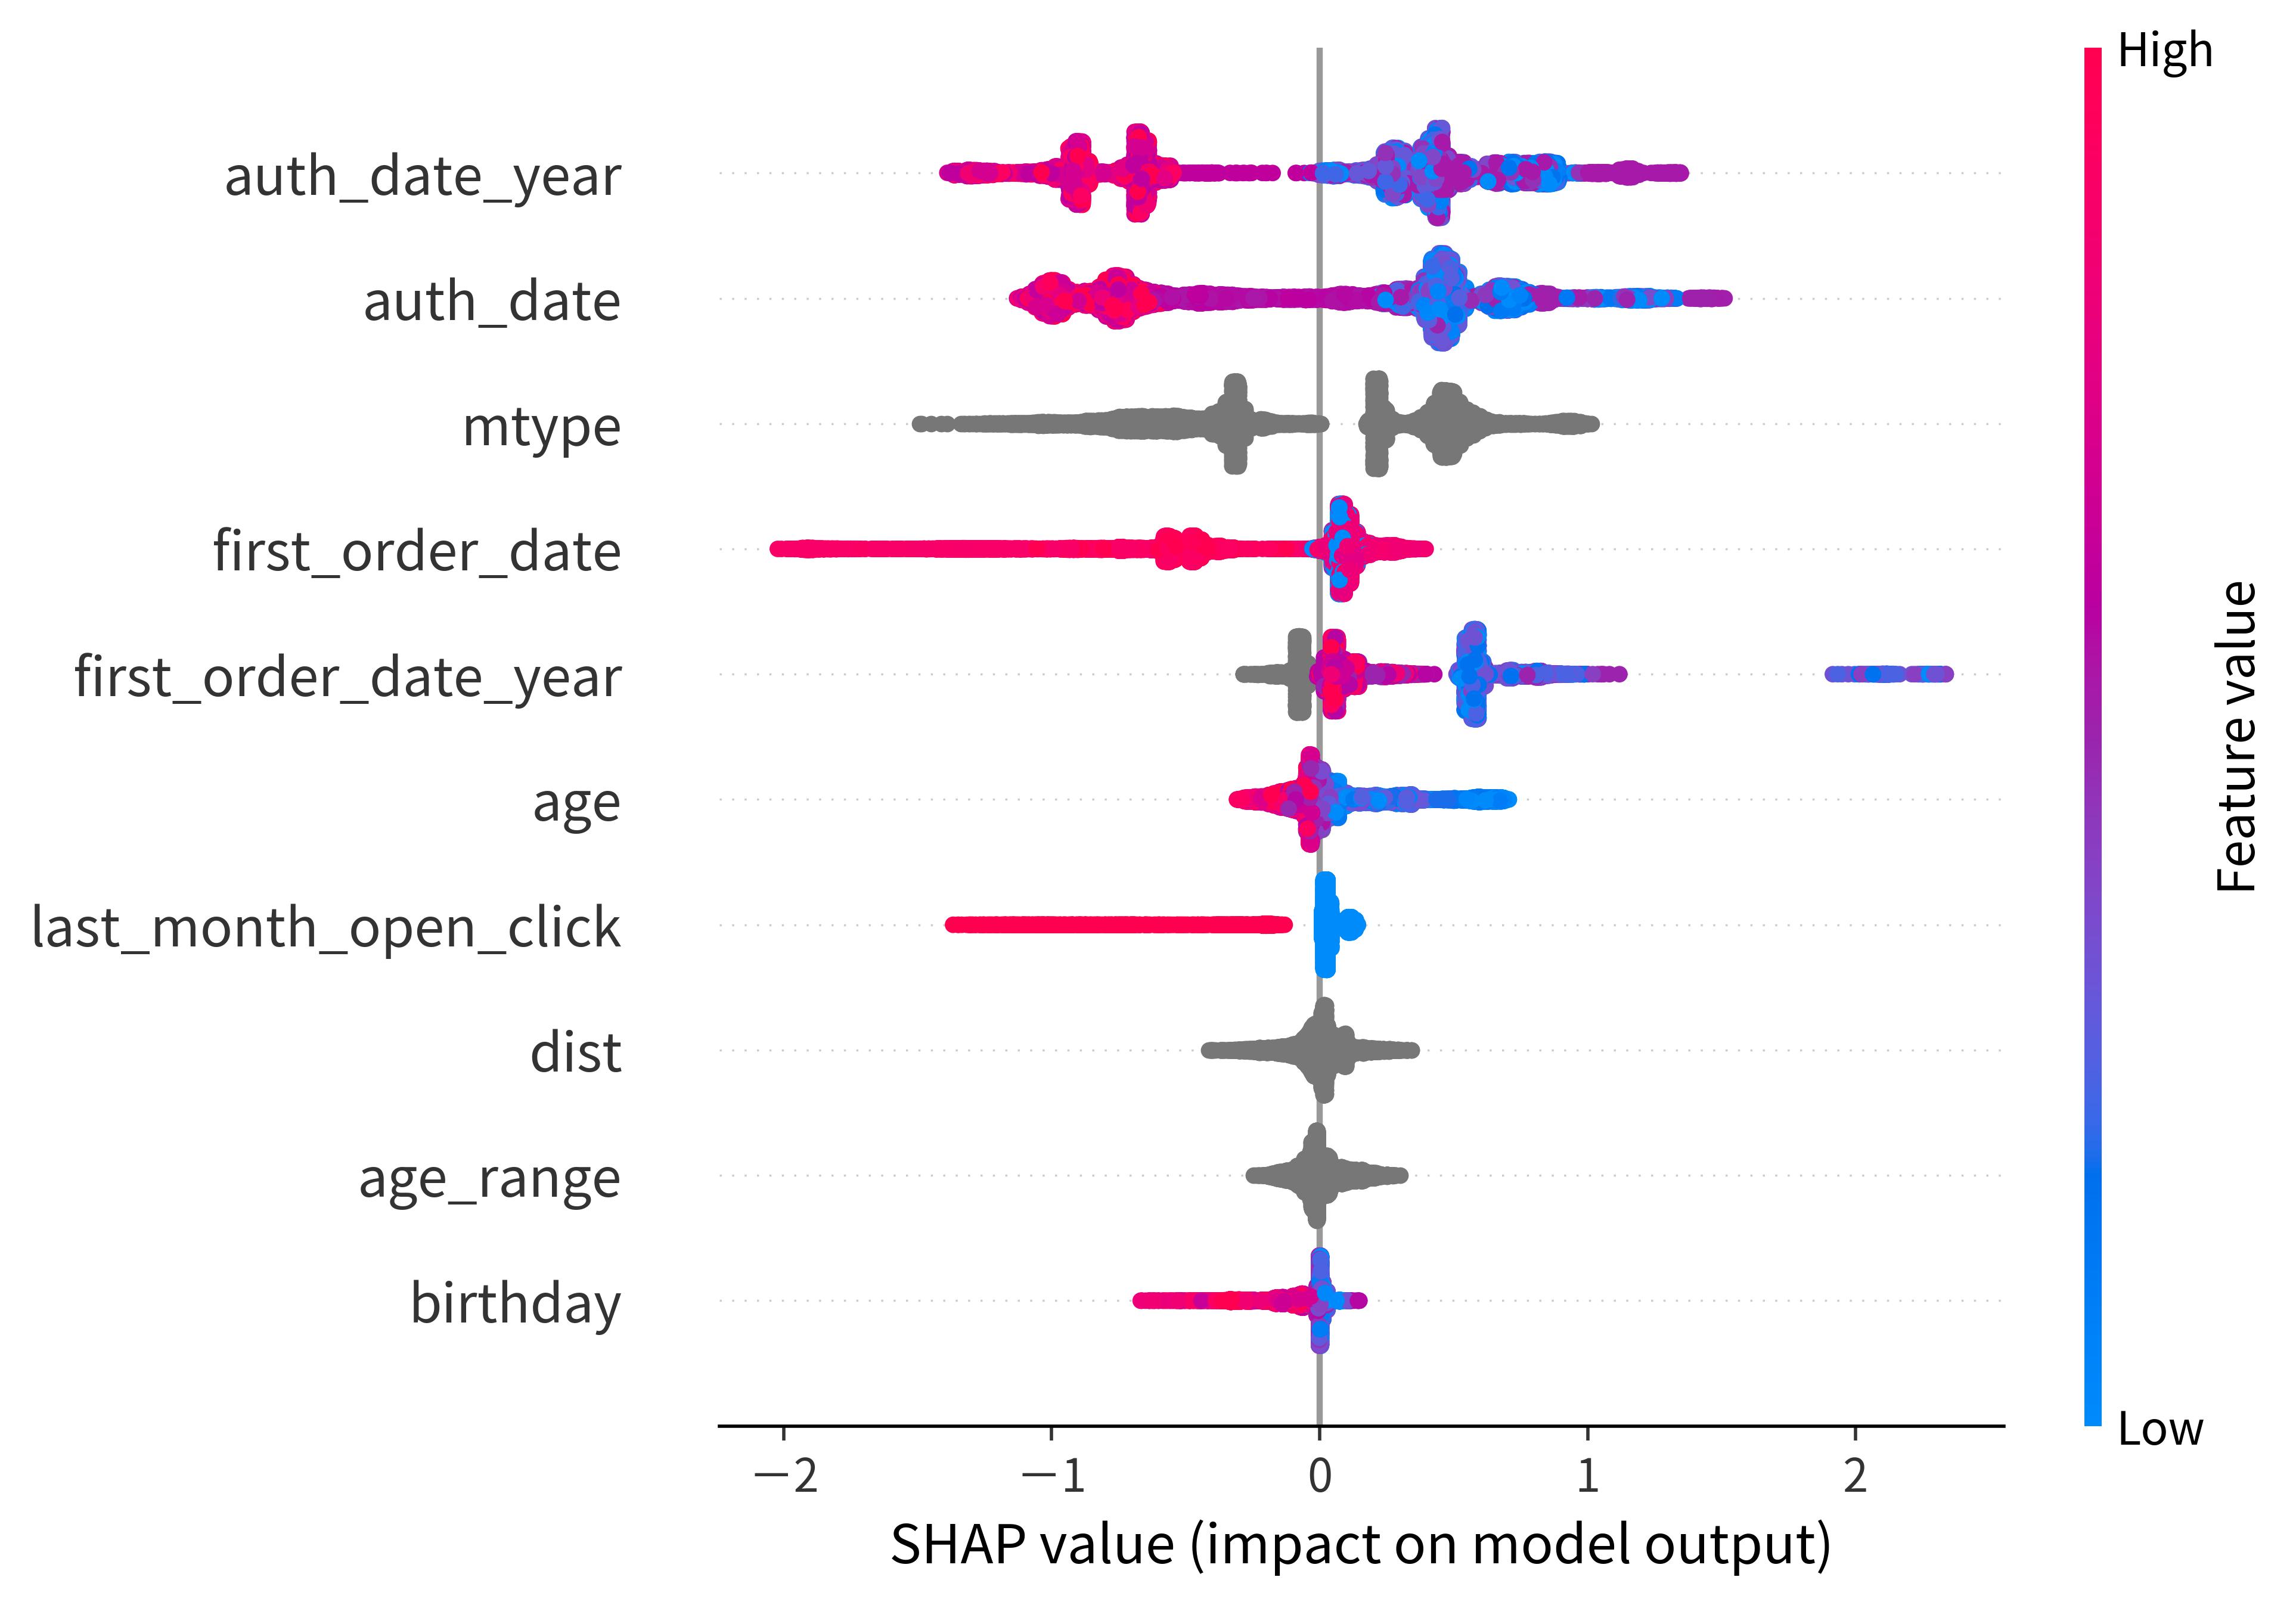 High
auth_date_year
auth_date
mtype
first_order_date
first_order_date_year
age
last_month_open_click
dist
age_range
birthday
Feature value
Low
−2 −1 0 1 2
SHAP value (impact on model output)